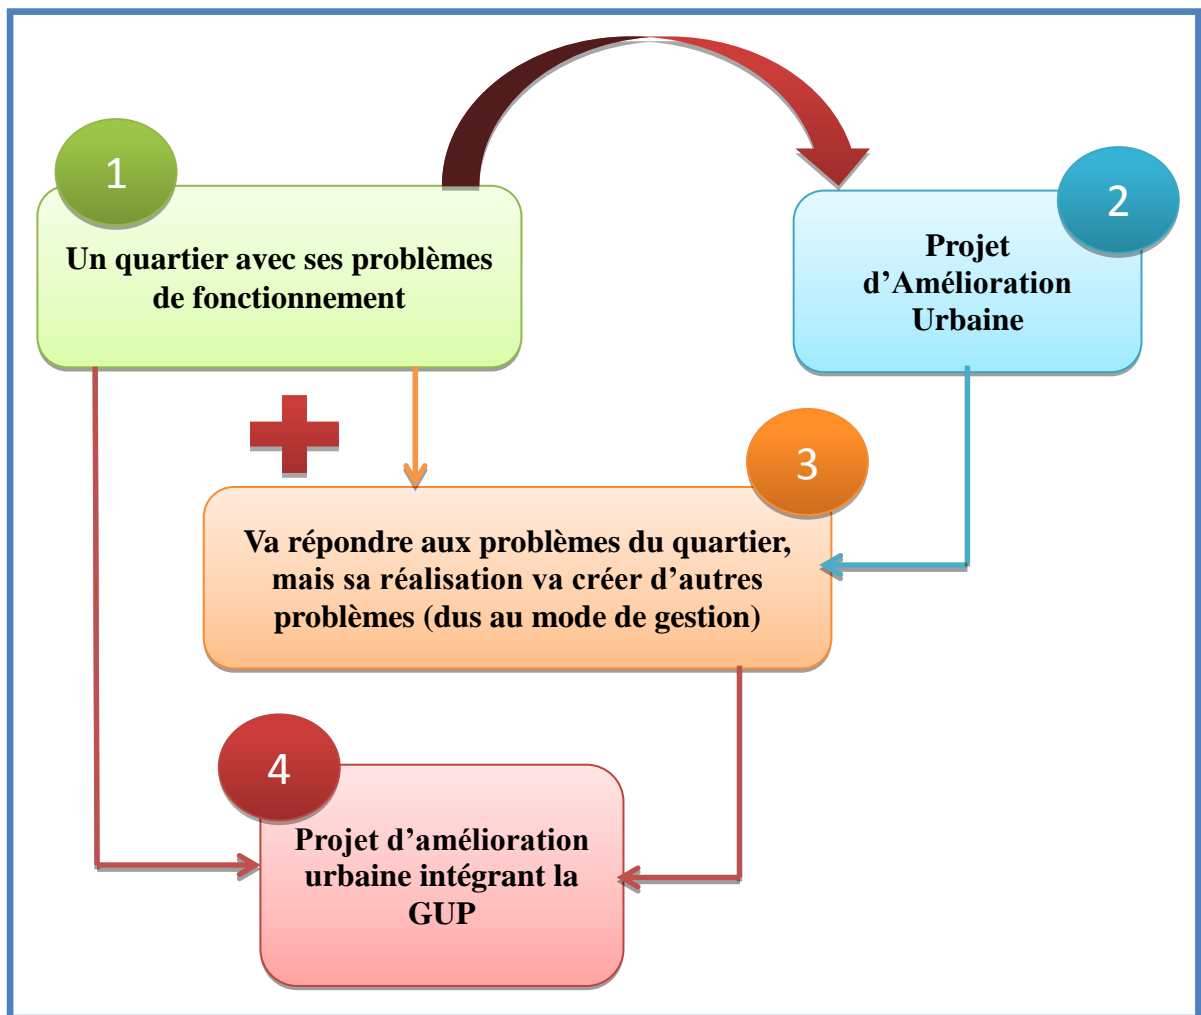 1
Un quartier avec ses problèmes
de fonctionnement
2
Projet
d’Amélioration
Urbaine
3
Va répondre aux problèmes du quartier,
mais sa réalisation va créer d’autres
problèmes (dus au mode de gestion)
4
Projet d’amélioration
urbaine intégrant la
GUP